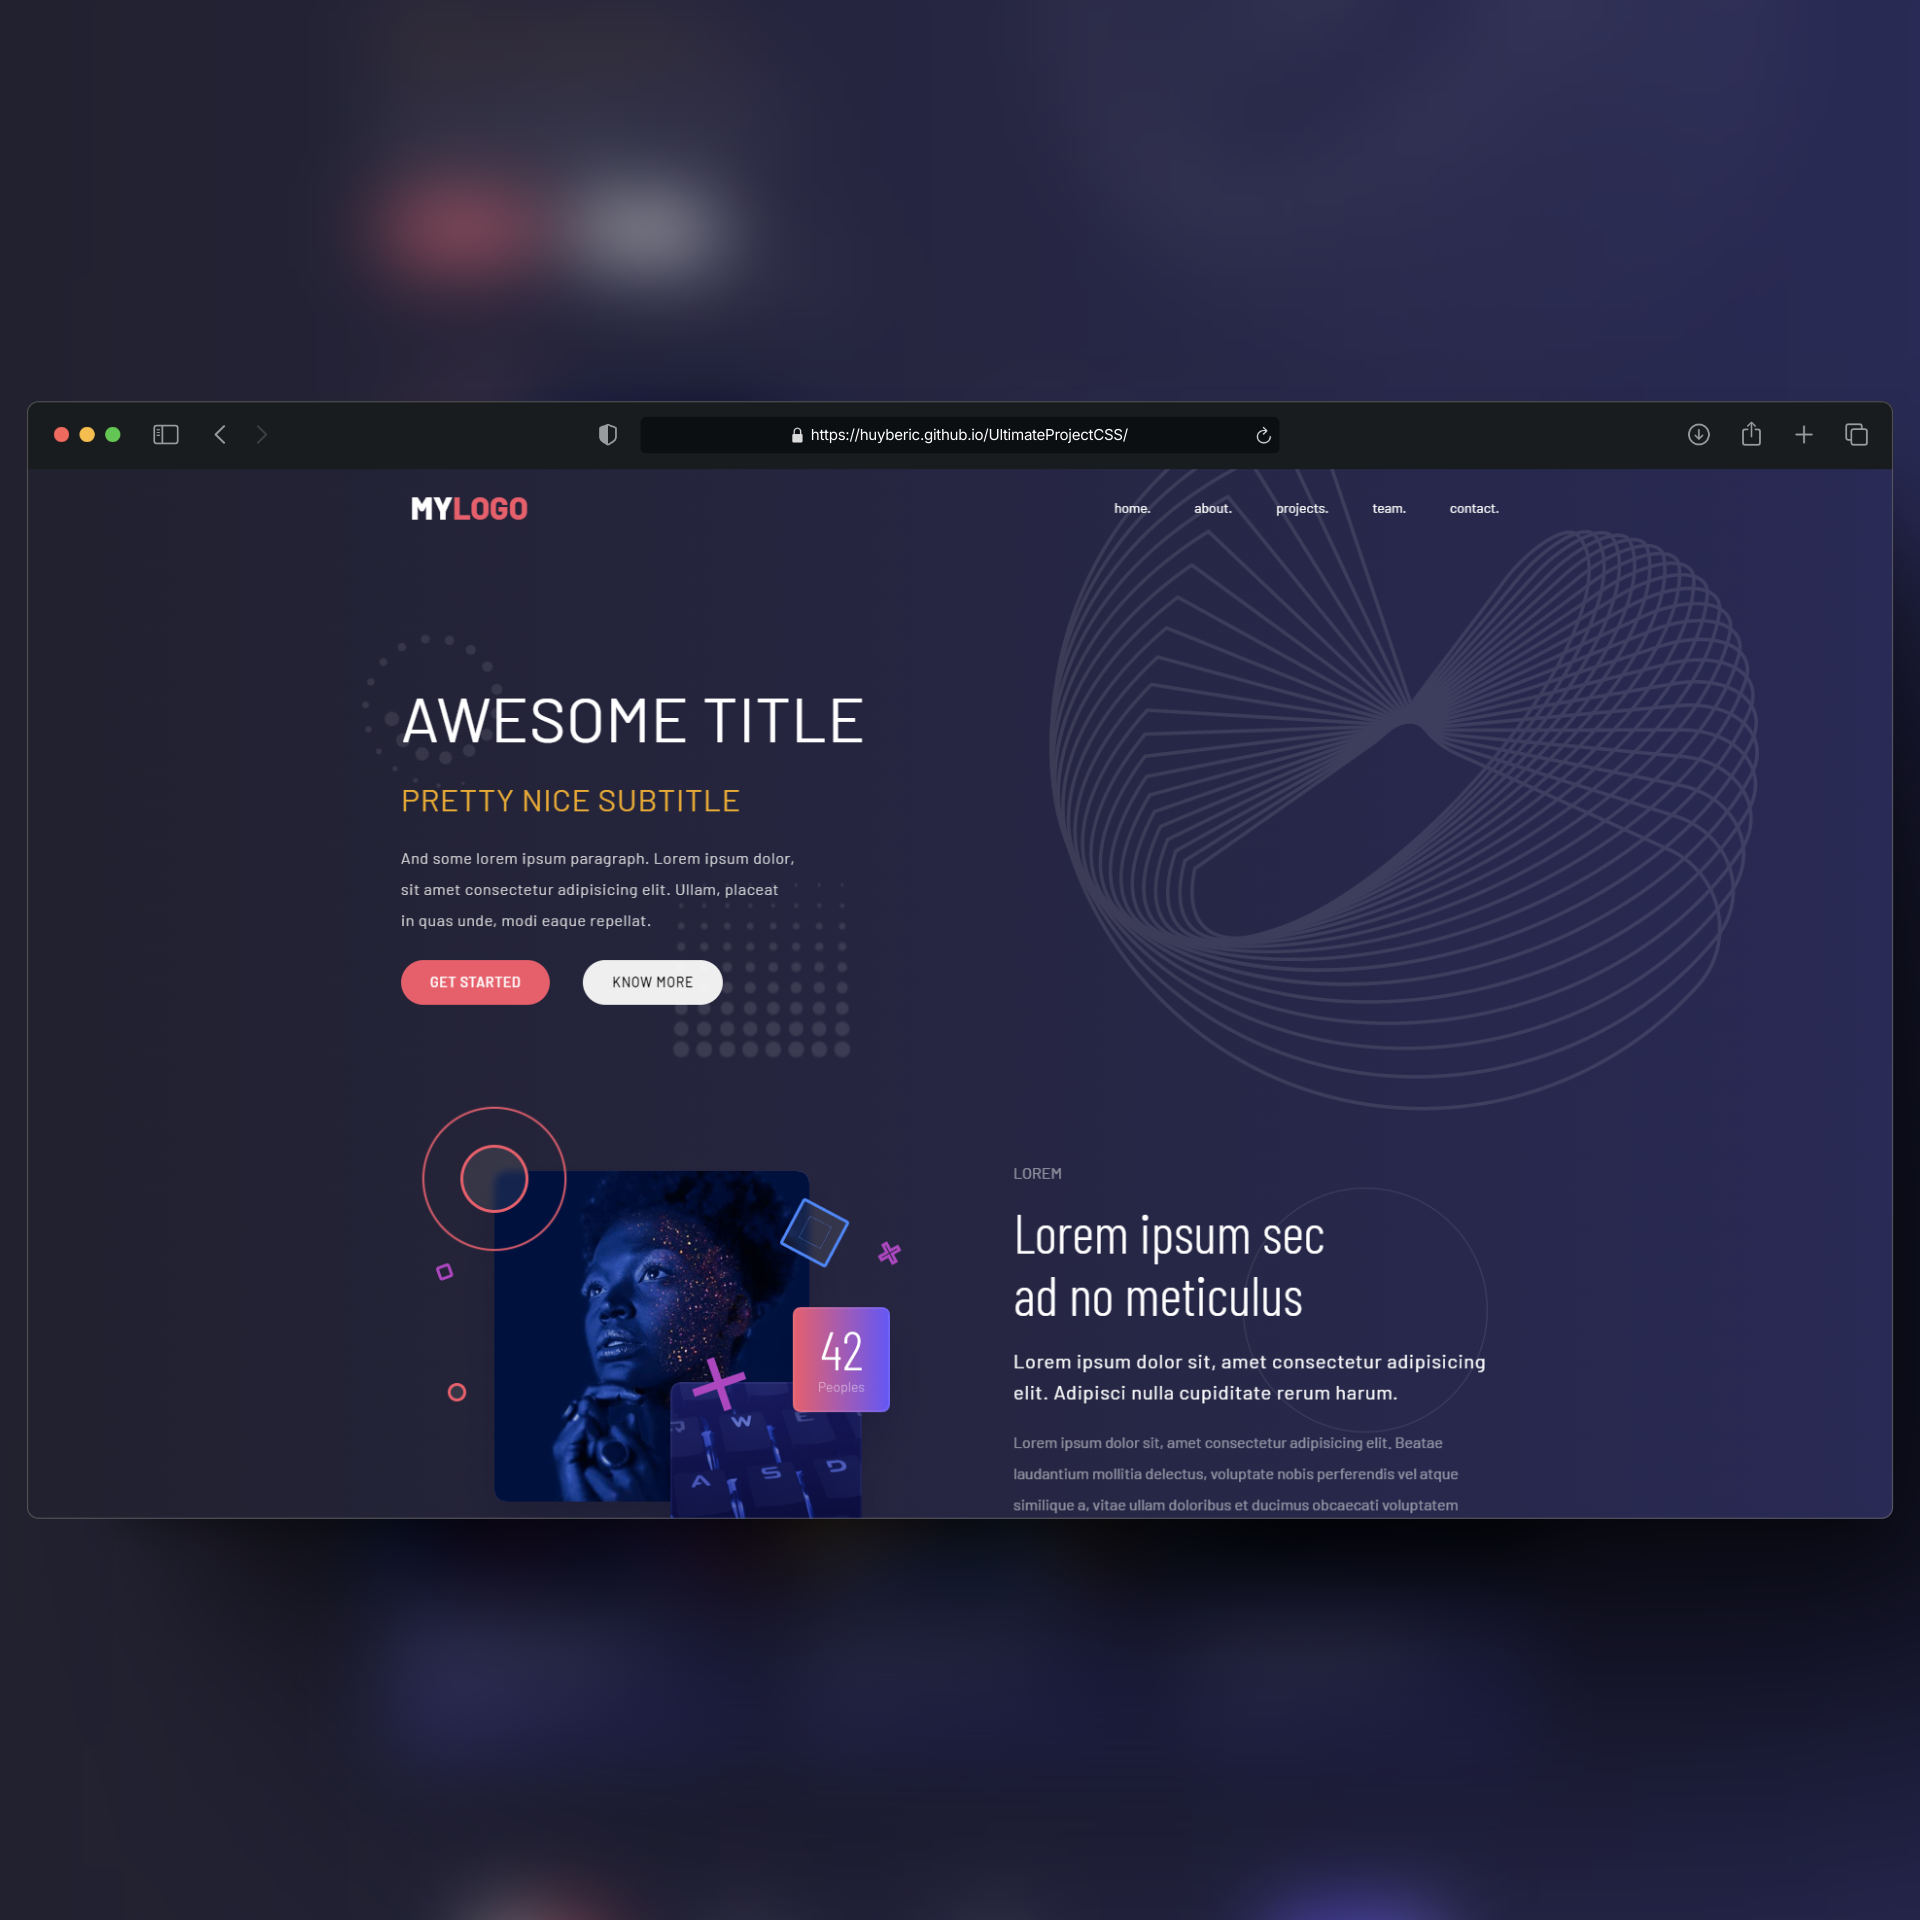 https://huyberic.github.io/UltimateProjectCSS/
MYLOGO
home. about. projects. team. contact.
AWESOME TITLE
PRETTY NICE SUBTITLE
And some lorem ipsum paragraph. Lorem ipsum dolor,
sit amet consectetur adipisicing elit. Ullam, placeat
in quas unde, modi eaque repellat.
GET STARTED KNOW MORE
42
Peoples
W E
A S D
LOREM
Lorem ipsum sec
ad no meticulus
Lorem ipsum dolor sit, amet consectetur adipisicing
elit. Adipisci nulla cupiditate rerum harum.
Lorem ipsum dolor sit, amet consectetur adipisicing elit. Beatae
laudantium mollitia delectus, voluptate nobis perferendis vel atque
similique a, vitae ullam doloribus et ducimus obcaecati voluptatem